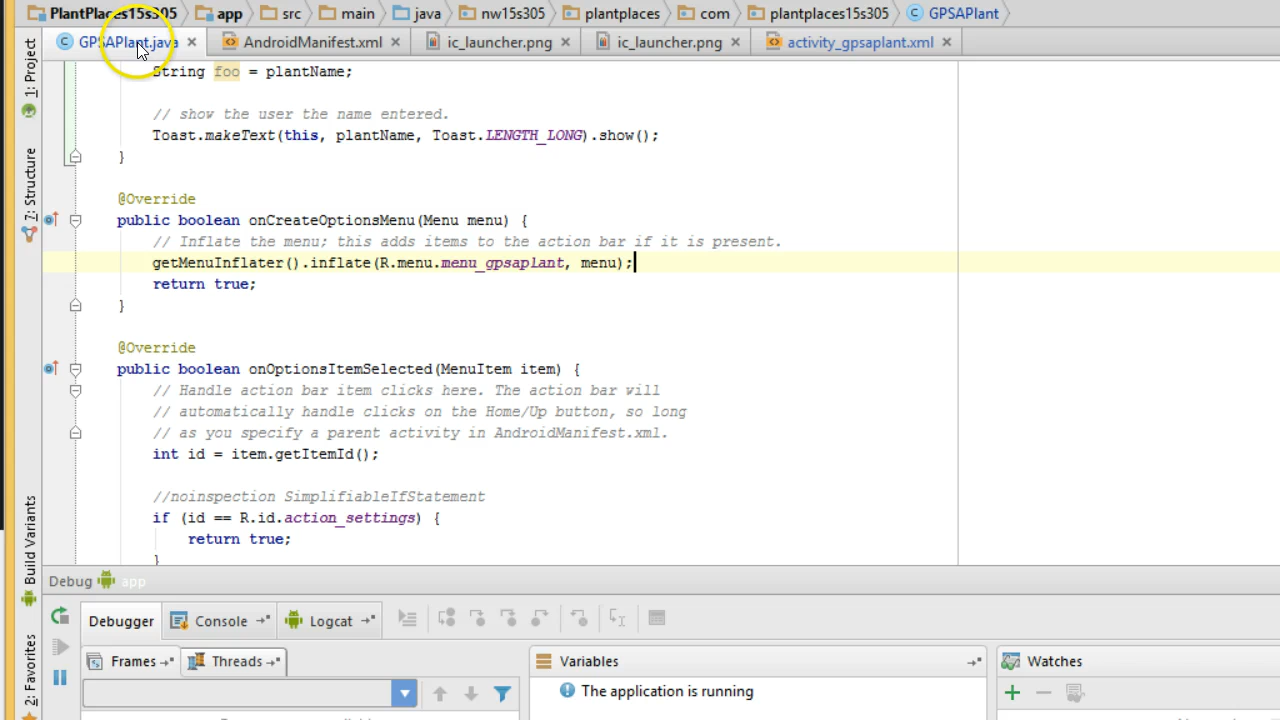 PlantPlaces15s305 app src main java nw15s305 plantplaces com plantplaces15s305 GPSAPlant
GPSAPlant.java AndroidManifest.xml ic_launcher.png ic_launcher.png activity_gpsaplant.xml
1: Project
7: Structure
Build Variants
2: Favorites
String foo = plantName;
// show the user the name entered.
Toast.makeText(this, plantName, Toast.LENGTH_LONG).show();
}
@Override
public boolean onCreateOptionsMenu(Menu menu) {
// Inflate the menu; this adds items to the action bar if it is present.
getMenuInflater().inflate(R.menu.menu_gpsaplant, menu);
return true;
}
@Override
public boolean onOptionsItemSelected(MenuItem item) {
// Handle action bar item clicks here. The action bar will
// automatically handle clicks on the Home/Up button, so long
// as you specify a parent activity in AndroidManifest.xml.
int id = item.getItemId();
//noinspection SimplifiableIfStatement
if (id == R.id.action_settings) {
return true;
}
Debug app
Debugger Console Logcat
Frames Threads Variables Watches
The application is running